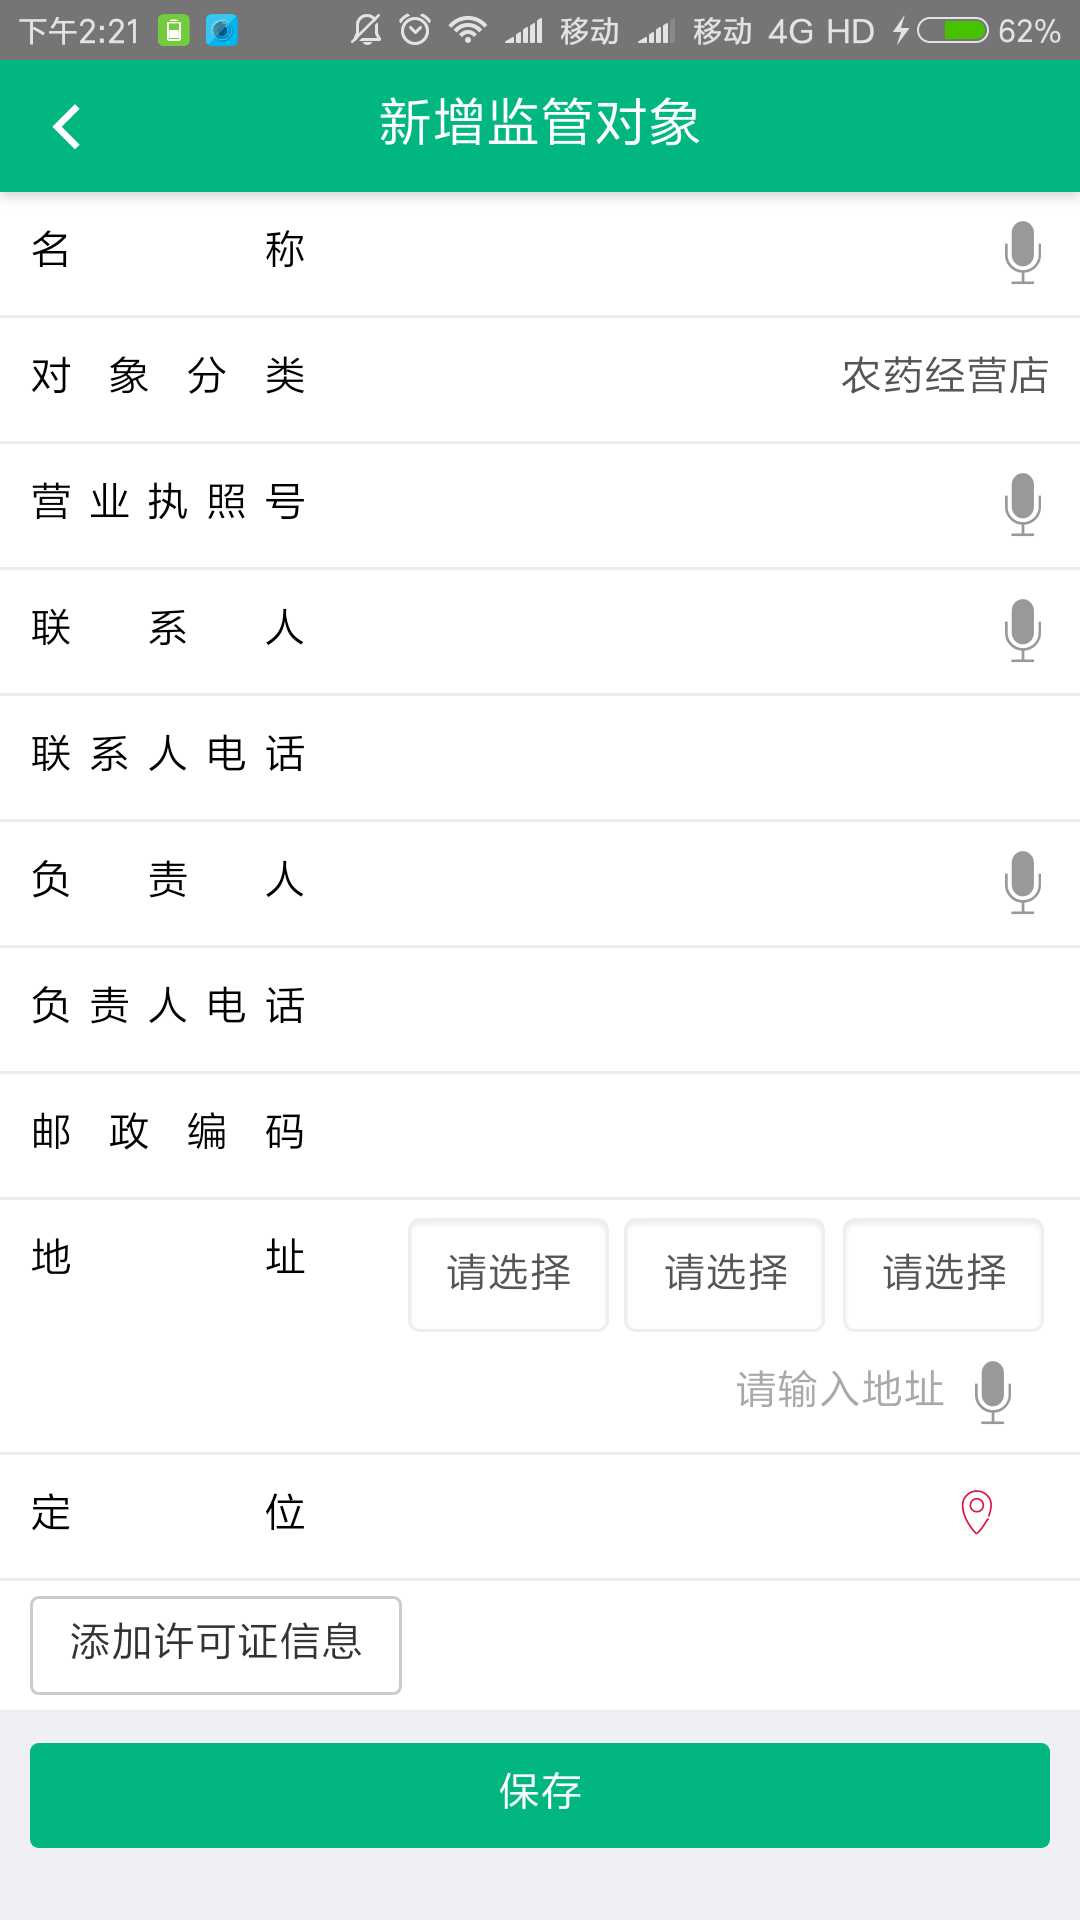 下午2:21 移动 移动 4G HD 62%
新增监管对象
名称
对象分类 农药经营店
营业执照号
联系人
联系人电话
负责人
负责人电话
邮政编码
地址 请选择 请选择 请选择
请输入地址
定位
添加许可证信息
保存